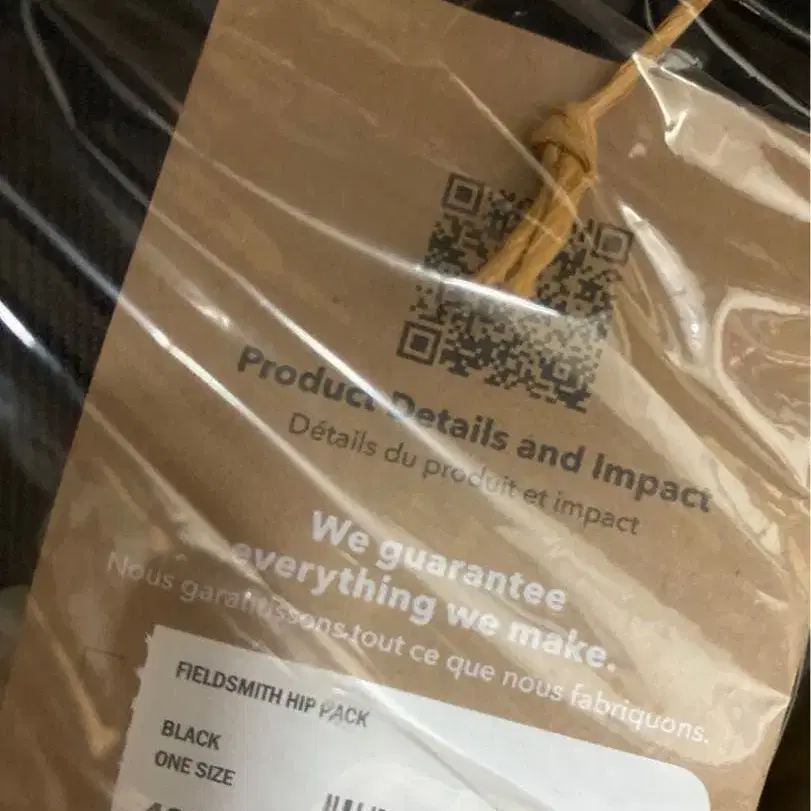 Product Details and Impact
Détails du produit et impact
We guarantee
everything we make.
Nous garantissons tout ce que nous fabriquons.
FIELDSMITH HIP PACK
BLACK
ONE SIZE